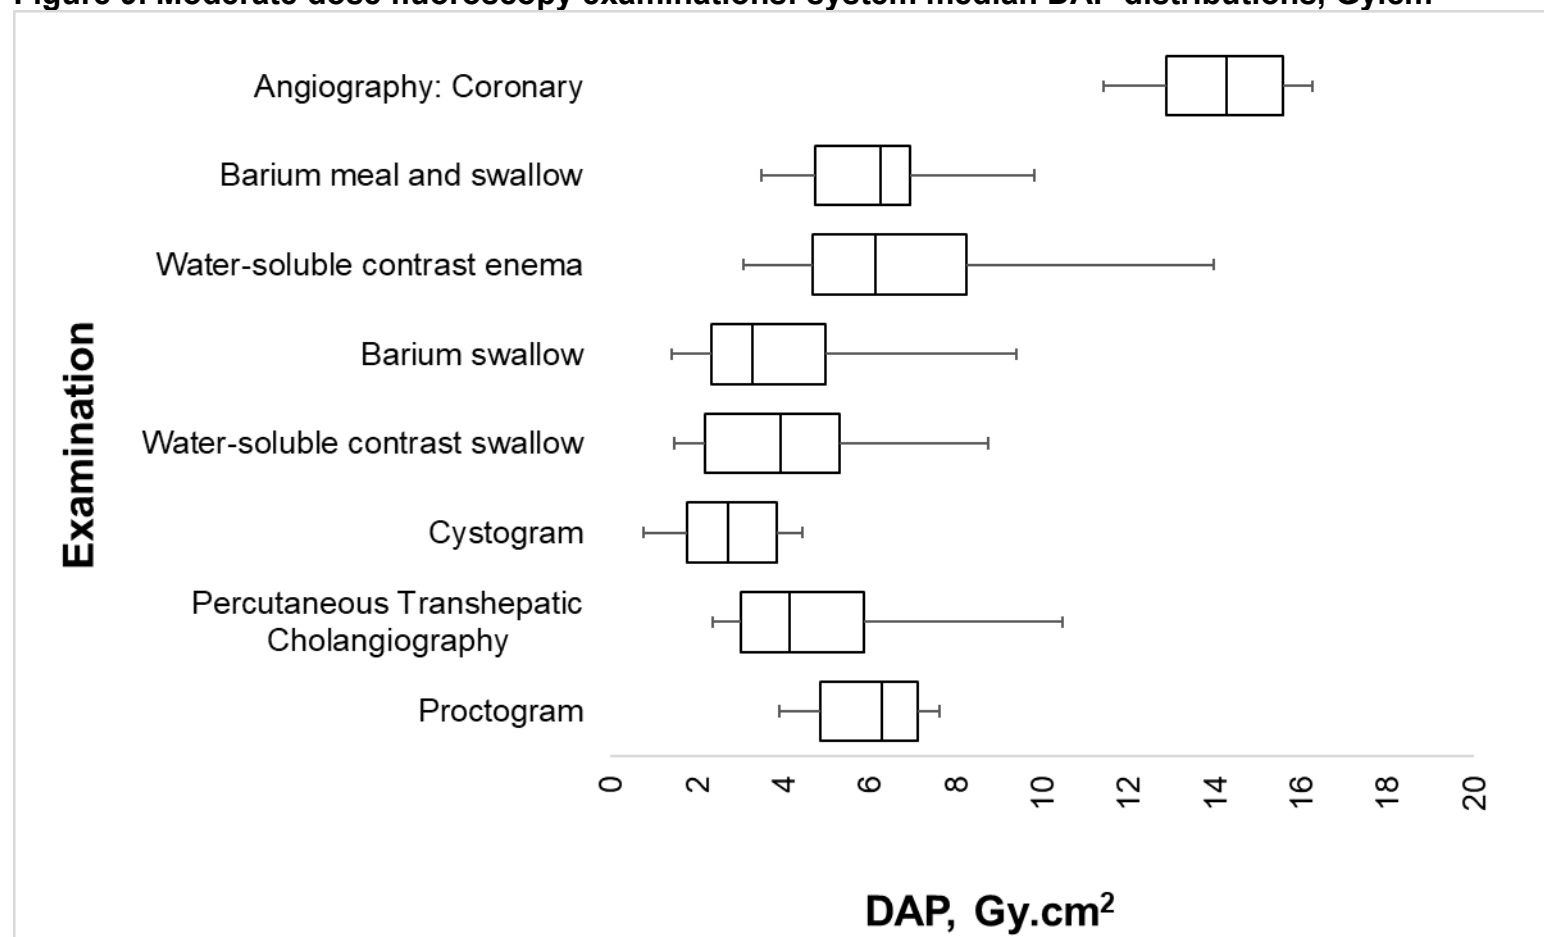 Angiography: Coronary
Barium meal and swallow
Water-soluble contrast enema
Barium swallow
Water-soluble contrast swallow
Cystogram
Percutaneous Transhepatic
Cholangiography
Proctogram
Examination
0 2 4 6 8 10 12 14 16 18 20
DAP, Gy.cm²